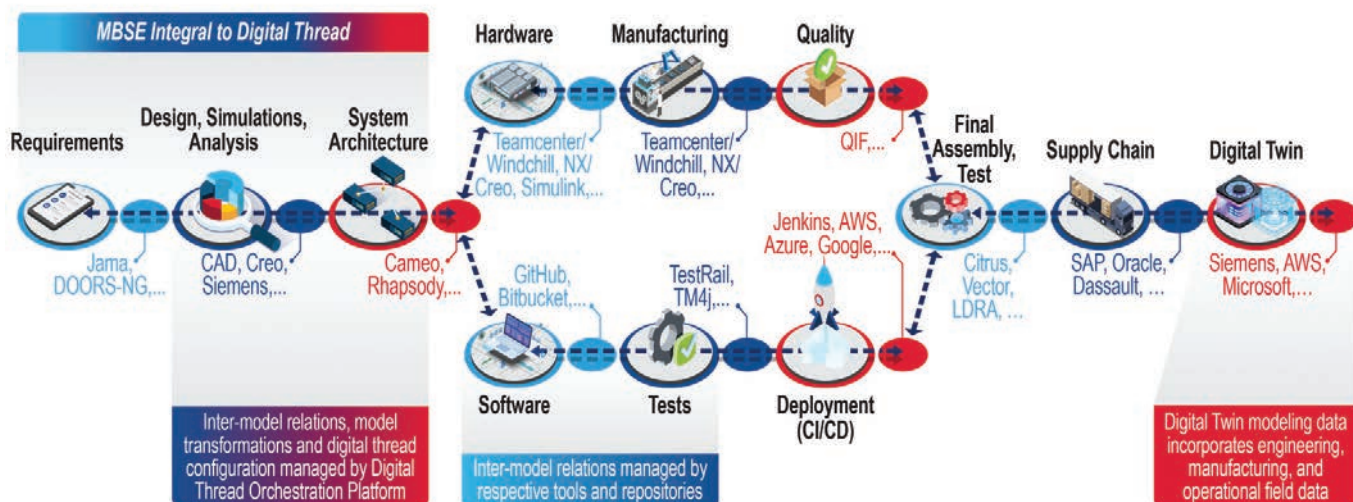 MBSE Integral to Digital Thread
Requirements
Jama,
DOORS-NG,...
Design, Simulations,
Analysis
CAD, Creo,
Siemens,...
System
Architecture
Cameo,
Rhapsody,...
Inter-model relations, model
transformations and digital thread
configuration managed by Digital
Thread Orchestration Platform
Hardware
Teamcenter/
Windchill, NX/
Creo, Simulink,...
Manufacturing
Teamcenter/
Windchill, NX/
Creo,...
Quality
QIF,...
GitHub,
Bitbucket,...
Software
TestRail,
TM4j,...
Tests
Jenkins, AWS,
Azure, Google,...
Deployment
(CI/CD)
Inter-model relations managed by
respective tools and repositories
Final
Assembly,
Test
Citrus,
Vector,
LDRA, ...
Supply Chain
SAP, Oracle,
Dassault, ...
Digital Twin
Siemens, AWS,
Microsoft,...
Digital Twin modeling data
incorporates engineering,
manufacturing, and
operational field data